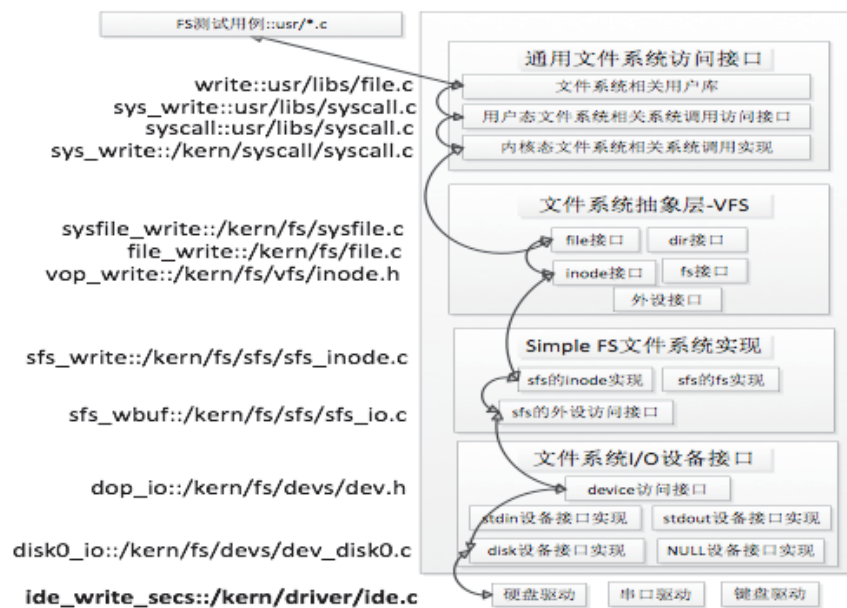 FS测试用例::usr/*.c
通用文件系统访问接口
write::usr/libs/file.c
文件系统相关用户库
sys_write::usr/libs/syscall.c
用户态文件系统相关系统调用访问接口
syscall::usr/libs/syscall.c
sys_write::/kern/syscall/syscall.c
内核态文件系统相关系统调用实现
文件系统抽象层-VFS
sysfile_write::/kern/fs/sysfile.c
file接口 dir接口
file_write::/kern/fs/file.c
vop_write::/kern/fs/vfs/inode.h
inode接口 fs接口
外设接口
Simple FS文件系统实现
sfs_write::/kern/fs/sfs/sfs_inode.c
sfs的inode实现 sfs的fs实现
sfs_wbuf::/kern/fs/sfs/sfs_io.c
sfs的外设访问接口
文件系统I/O设备接口
dop_io::/kern/fs/devs/dev.h
device访问接口
stdin设备接口实现 stdout设备接口实现
disk0_io::/kern/fs/devs/dev_disk0.c
disk设备接口实现 NULL设备接口实现
ide_write_secs::/kern/driver/ide.c
硬盘驱动 串口驱动 键盘驱动